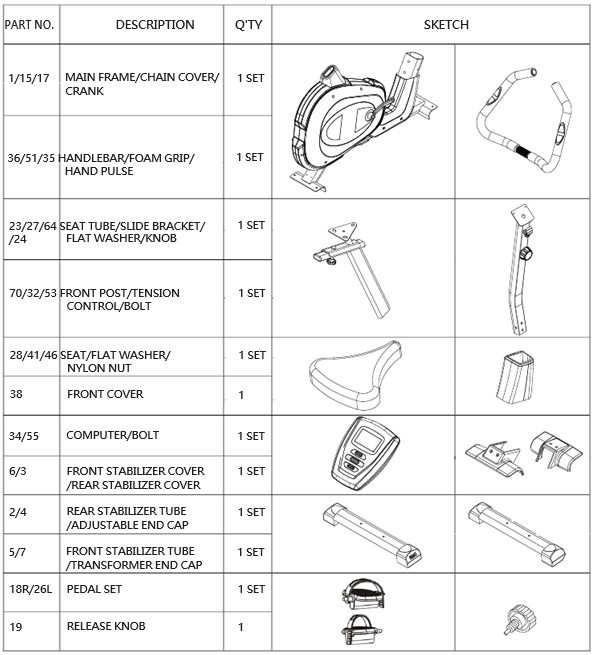 PART NO. DESCRIPTION Q'TY SKETCH
1/15/17 MAIN FRAME/CHAIN COVER/ 1 SET
CRANK
36/51/35 HANDLEBAR/FOAM GRIP/ 1 SET
HAND PULSE
23/27/64 SEAT TUBE/SLIDE BRACKET/ 1 SET
/24 FLAT WASHER/KNOB
70/32/53 FRONT POST/TENSION 1 SET
CONTROL/BOLT
28/41/46 SEAT/FLAT WASHER/ 1 SET
NYLON NUT
38 FRONT COVER 1
34/55 COMPUTER/BOLT 1 SET
6/3 FRONT STABILIZER COVER 1 SET
/REAR STABILIZER COVER
2/4 REAR STABILIZER TUBE 1 SET
/ADJUSTABLE END CAP
5/7 FRONT STABILIZER TUBE 1 SET
/TRANSFORMER END CAP
18R/26L PEDAL SET 1 SET
19 RELEASE KNOB 1